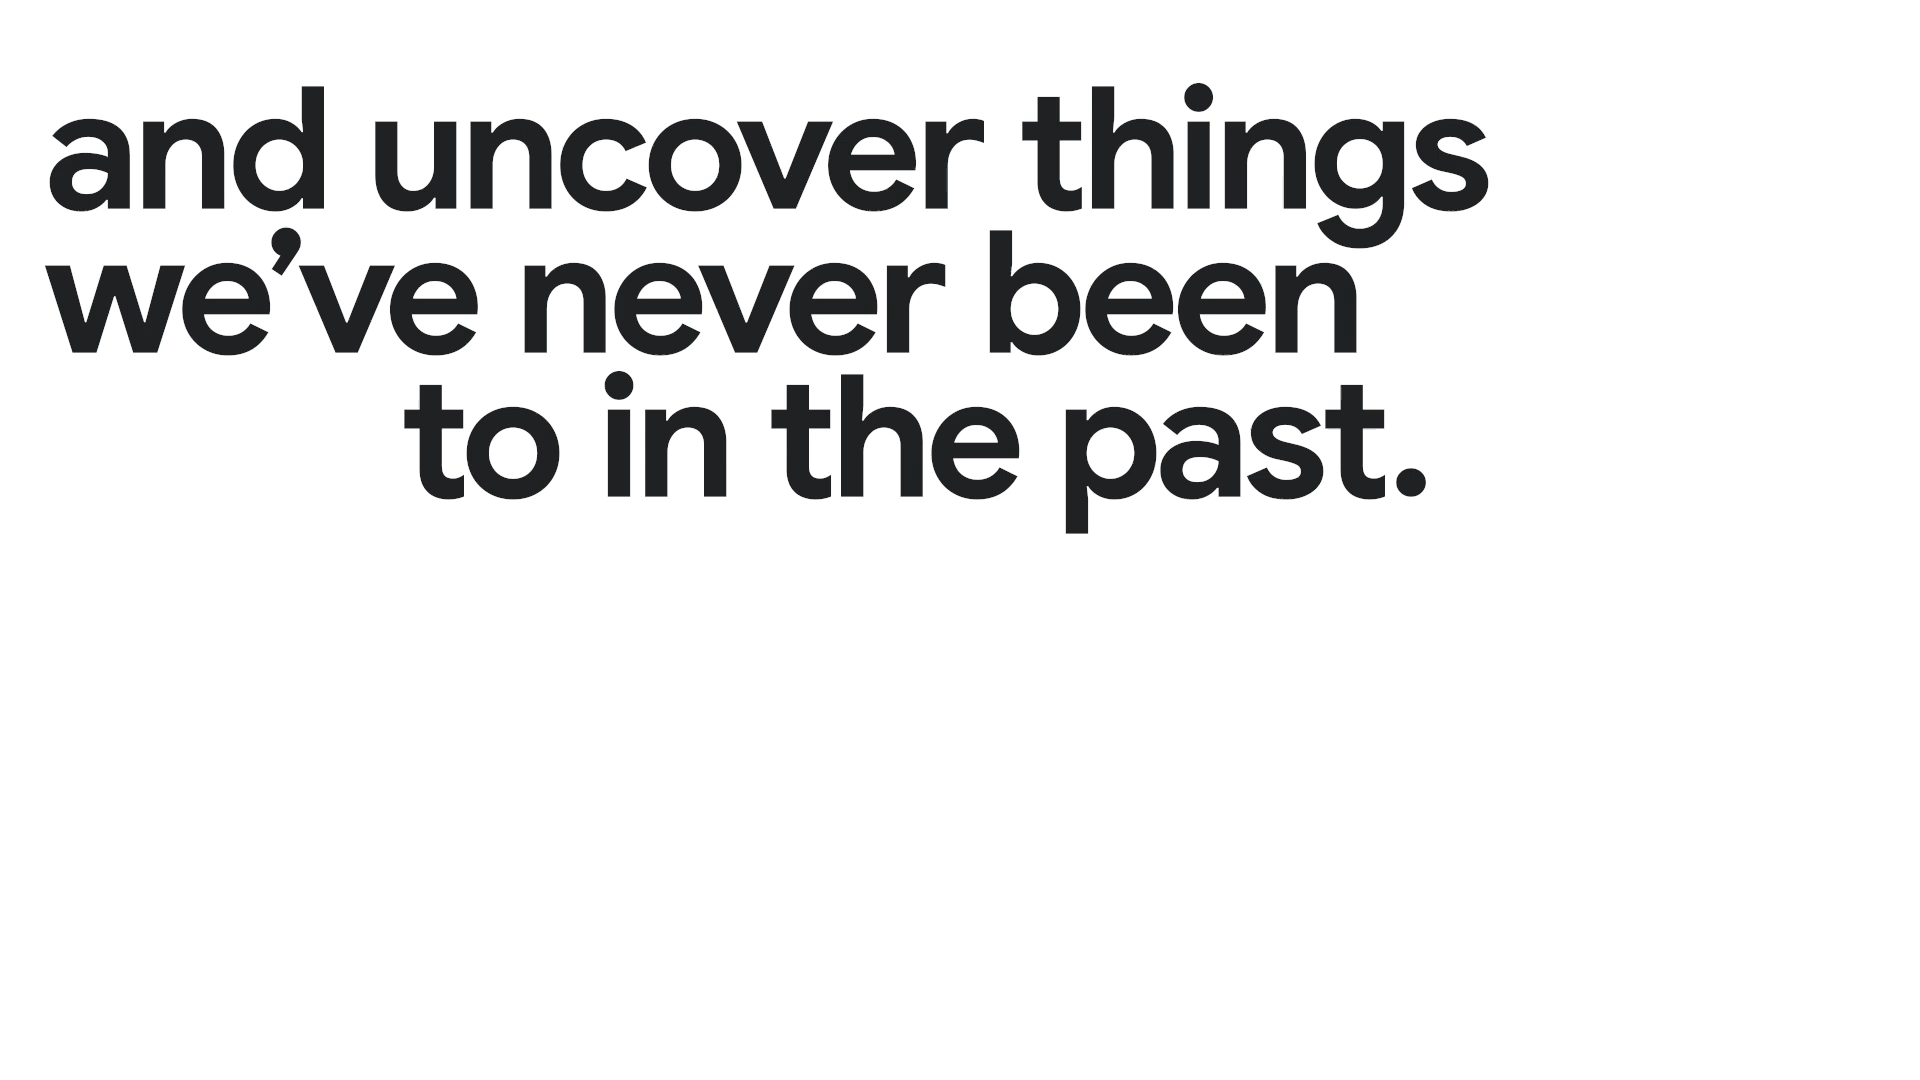 and uncover things
we’ve never been
to in the past.